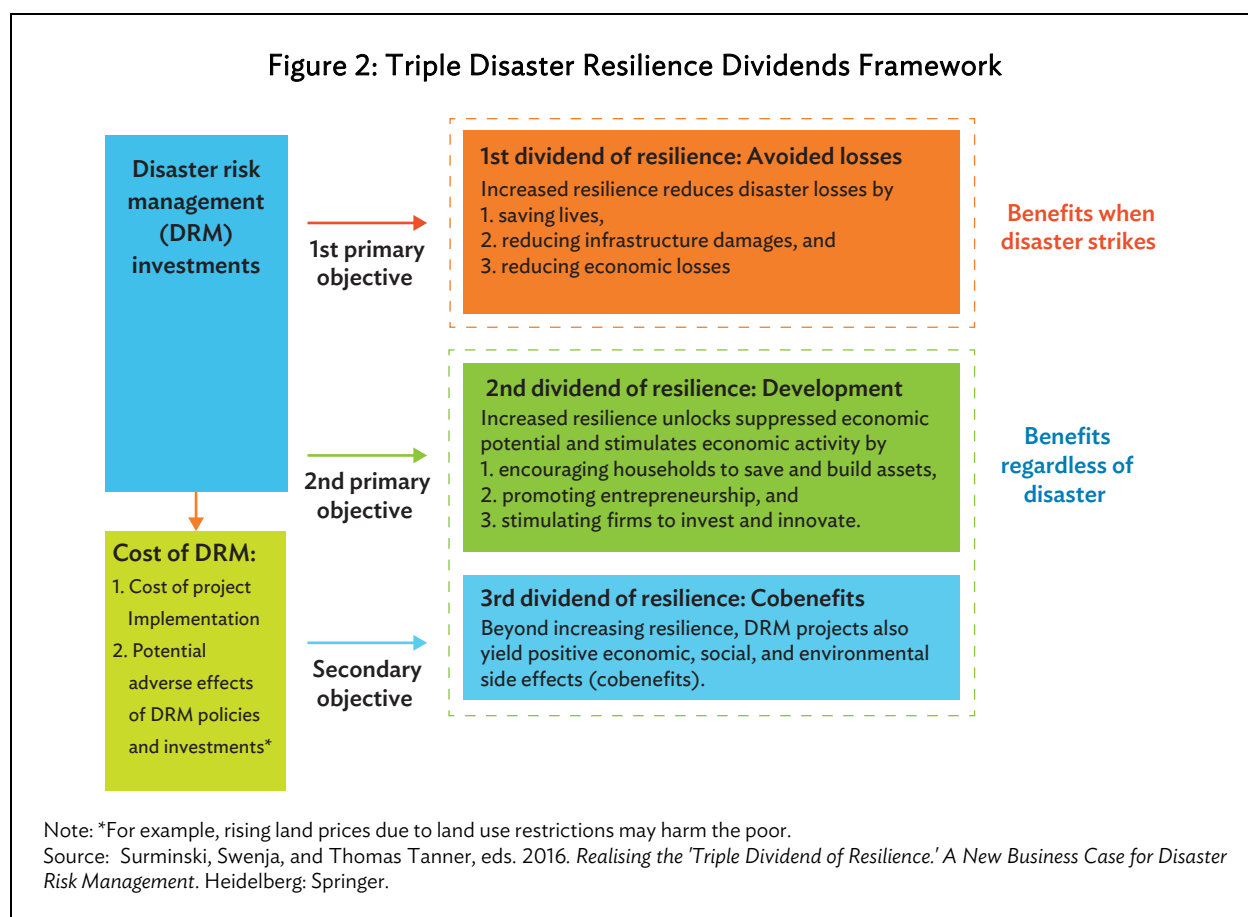 Figure 2: Triple Disaster Resilience Dividends Framework
Disaster risk
management
(DRM)
investments
1st primary
objective
1st dividend of resilience: Avoided losses
Increased resilience reduces disaster losses by
1. saving lives,
2. reducing infrastructure damages, and
3. reducing economic losses
Benefits when
disaster strikes
2nd primary
objective
2nd dividend of resilience: Development
Increased resilience unlocks suppressed economic
potential and stimulates economic activity by
1. encouraging households to save and build assets,
2. promoting entrepreneurship, and
3. stimulating firms to invest and innovate.
Benefits
regardless of
disaster
Cost of DRM:
1. Cost of project
Implementation
2. Potential
adverse effects
of DRM policies
and investments*
Secondary
objective
3rd dividend of resilience: Cobenefits
Beyond increasing resilience, DRM projects also
yield positive economic, social, and environmental
side effects (cobenefits).
Note: *For example, rising land prices due to land use restrictions may harm the poor.
Source: Surminski, Swenja, and Thomas Tanner, eds. 2016. Realising the 'Triple Dividend of Resilience.' A New Business Case for Disaster
Risk Management. Heidelberg: Springer.